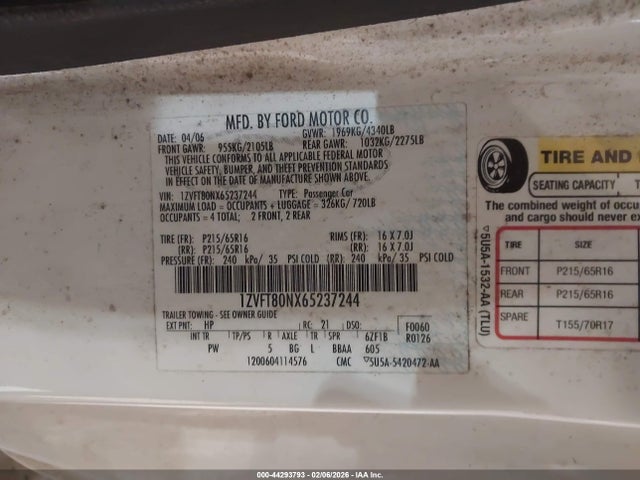 MFD. BY FORD MOTOR CO.
04/06 GVWR: 1969KG/4340LB
FRONT GAWR: 955KG/2105LB REAR GAWR: 1032KG/2275LB
THIS VEHICLE CONFORMS TO ALL APPLICABLE FEDERAL MOTOR
VEHICLE SAFETY, BUMPER, AND THEFT PREVENTION STANDARDS
IN EFFECT ON THE DATE OF MANUFACTURE SHOWN ABOVE.
VIN: 1ZVFT80NX65237244 TYPE: Passenger Car
MAXIMUM LOAD = OCCUPANTS + LUGGAGE = 326KG/720LB
OCCUPANTS = 4 TOTAL; 2 FRONT, 2 REAR
TIRE (FR): P215/65R16 RIMS (FR): 16 X 7.0J
(RR): P215/65R16 (RR): 16 X 7.0J
PRESSURE (FR) 240 kPa/ 35 PSI COLD (RR) 240 kPa/ 35 PSI COLD
1ZVFT80NX65237244
TRAILER TOWING - SEE OWNER GUIDE
EXT PNT: HP RC: 21 DSO: F0060
INT TR TP/PS R AXLE TR SPR 6ZF1B R0126
PW 5 BG L BBAA 605
1200604114576 CMC ▽5U5A-5420472-AA
▽5U5A-1532-AA (TLU)
TIRE AND
SEATING CAPACITY
The combined weight of occu
and cargo should never ex
TIRE SIZE
FRONT P215/65R16
REAR P215/65R16
SPARE T155/70R17
000-44293793 - 02/06/2026 - IAA Inc.